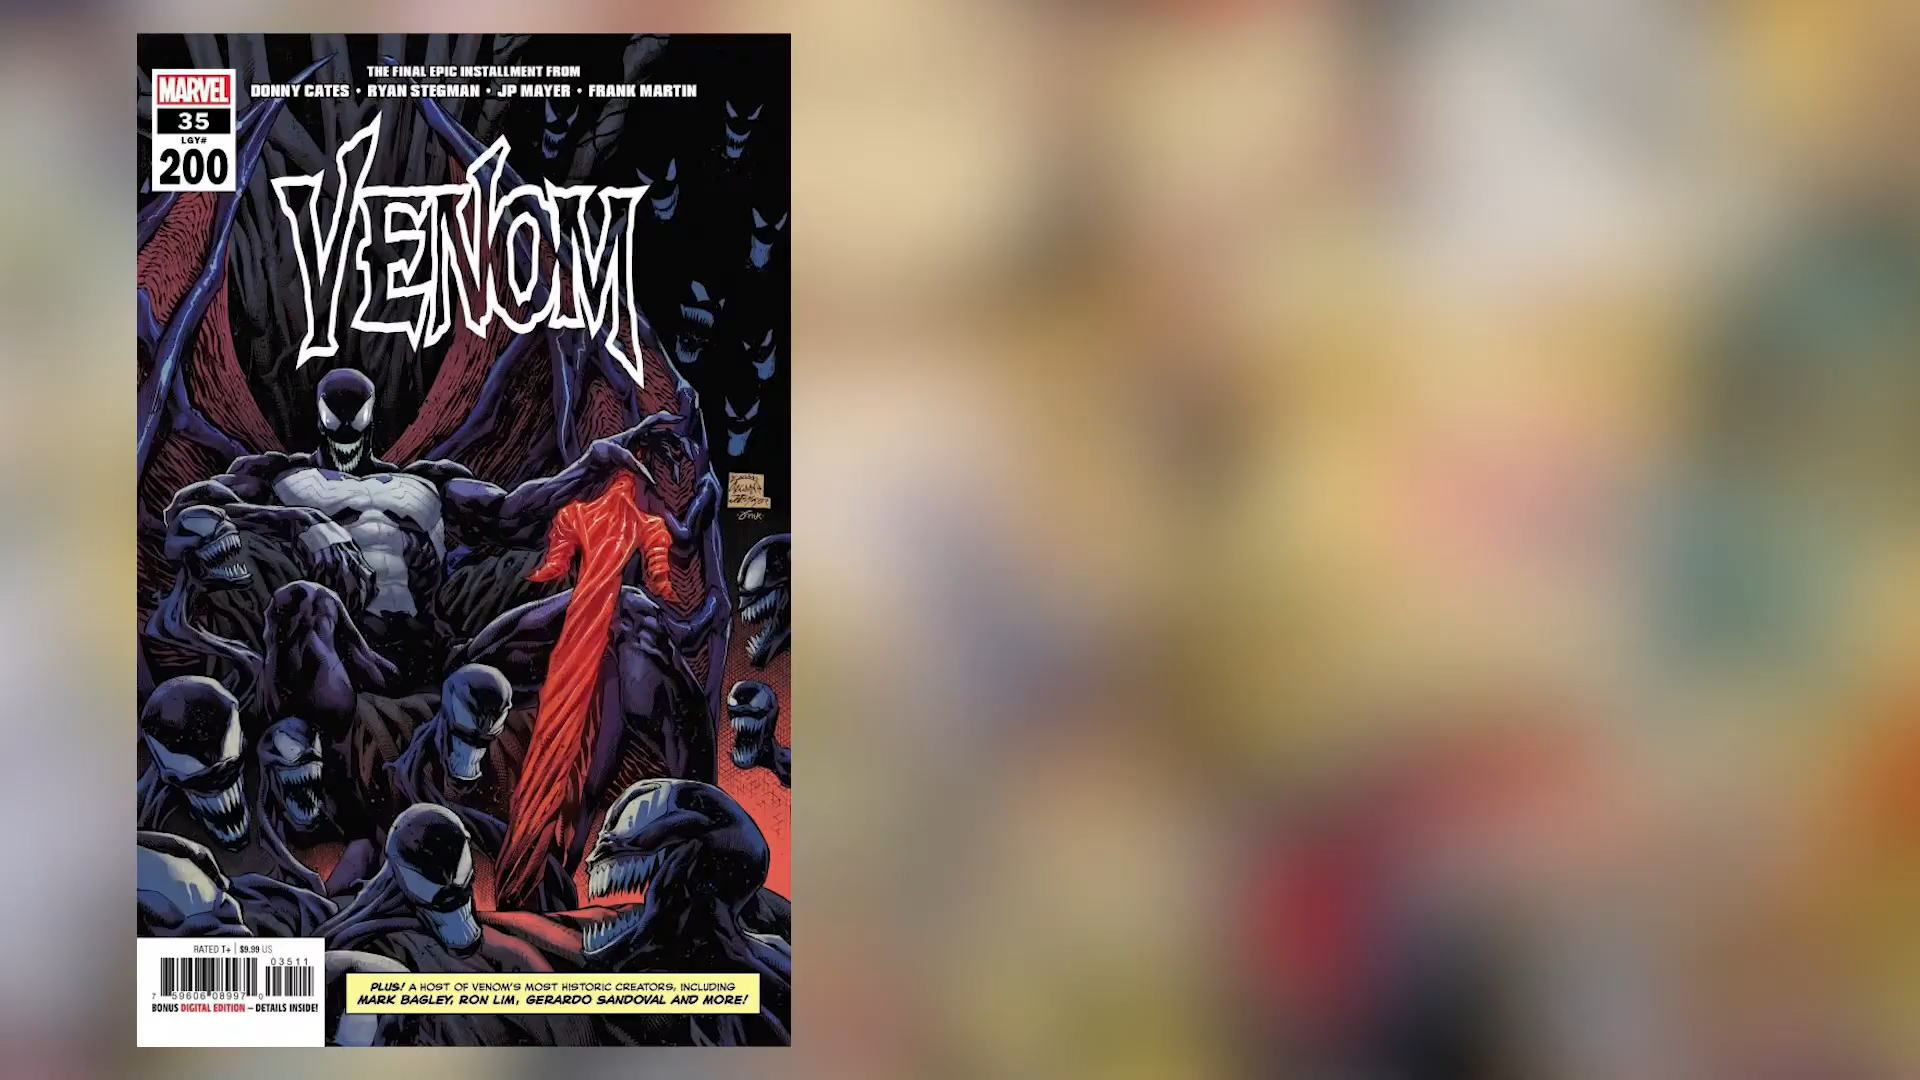 THE FINAL EPIC INSTALLMENT FROM
DONNY CATES • RYAN STEGMAN • JP MAYER • FRANK MARTIN
MARVEL
35
LGY#
200
VENOM
RATED T+ | $9.99 US
03511
7 59606 08997 0
BONUS DIGITAL EDITION – DETAILS INSIDE!
PLUS! A HOST OF VENOM'S MOST HISTORIC CREATORS, INCLUDING
MARK BAGLEY, RON LIM, GERARDO SANDOVAL AND MORE!